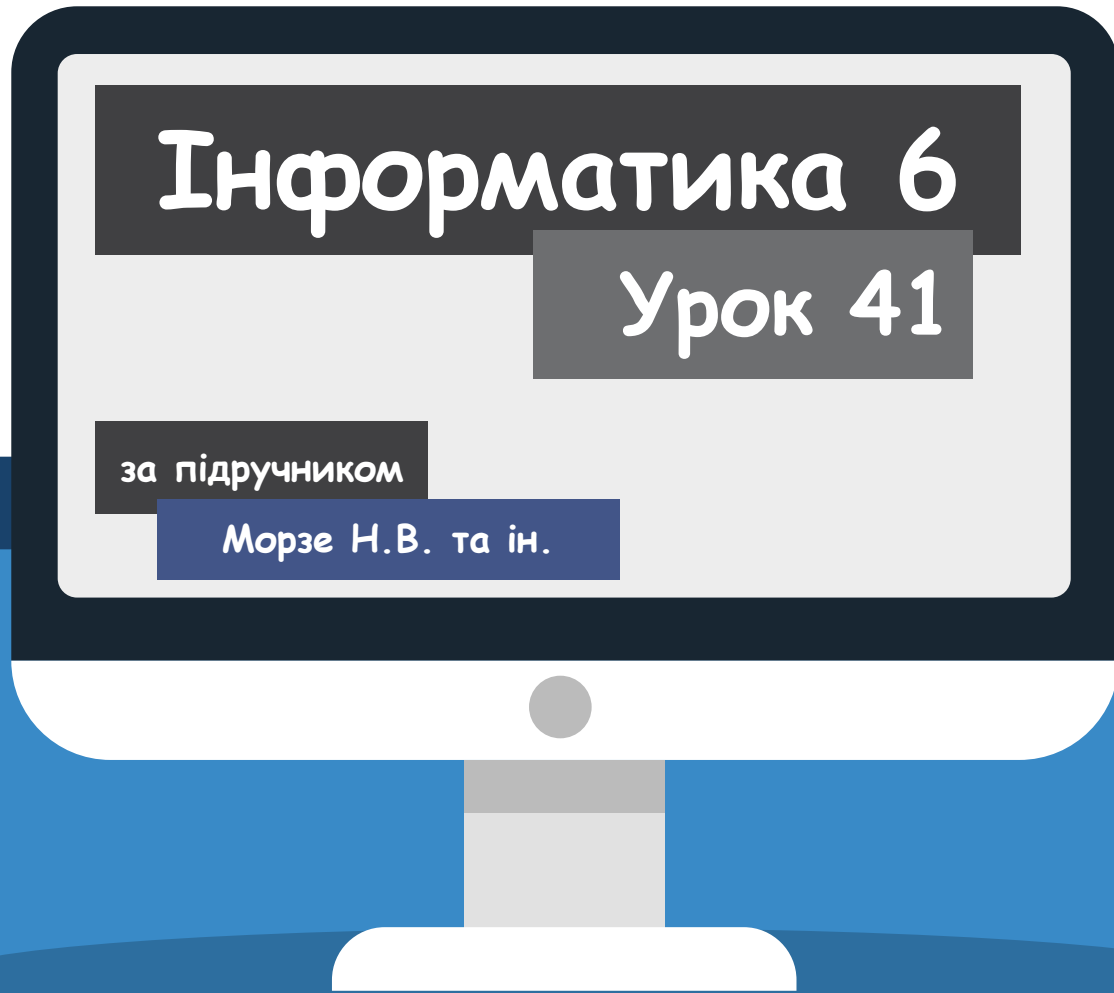 Інформатика 6
Урок 41
за підручником
Морзе Н.В. та ін.